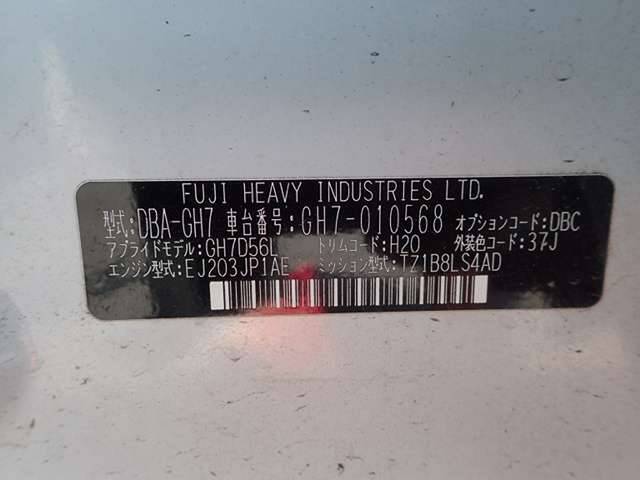 FUJI HEAVY INDUSTRIES LTD.
型式:DBA-GH7 車台番号:GH7-010568 オプションコード:DBC
アプライドモデル:GH7D56L トリムコード:H20 外装色コード:37J
エンジン型式:EJ203JP1AE ミッション型式:TZ1B8LS4AD